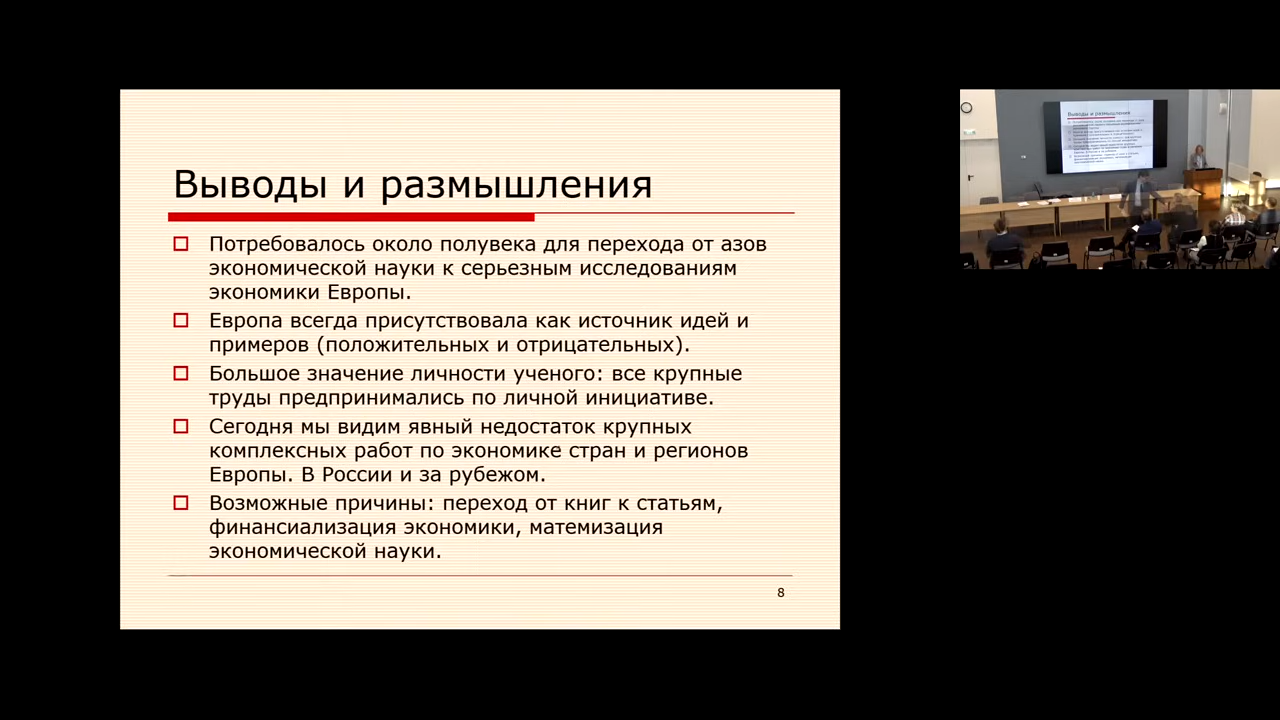 Выводы и размышления
Потребовалось около полувека для перехода от азов
экономической науки к серьезным исследованиям
экономики Европы.
Европа всегда присутствовала как источник идей и
примеров (положительных и отрицательных).
Большое значение личности ученого: все крупные
труды предпринимались по личной инициативе.
Сегодня мы видим явный недостаток крупных
комплексных работ по экономике стран и регионов
Европы. В России и за рубежом.
Возможные причины: переход от книг к статьям,
финансиализация экономики, матемизация
экономической науки.
8
Выводы и размышления